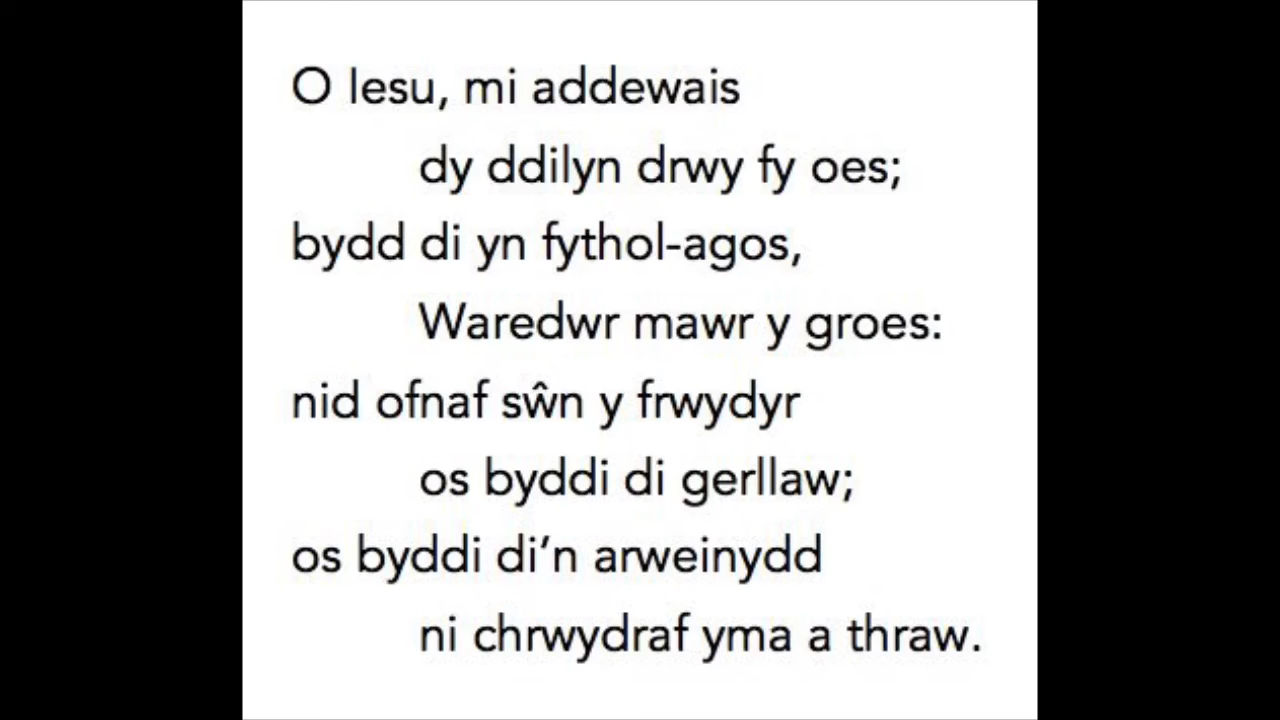 O Iesu, mi addewais
dy ddilyn drwy fy oes;
bydd di yn fythol-agos,
Waredwr mawr y groes:
nid ofnaf sŵn y frwydyr
os byddi di gerllaw;
os byddi di’n arweinydd
ni chrwydraf yma a thraw.